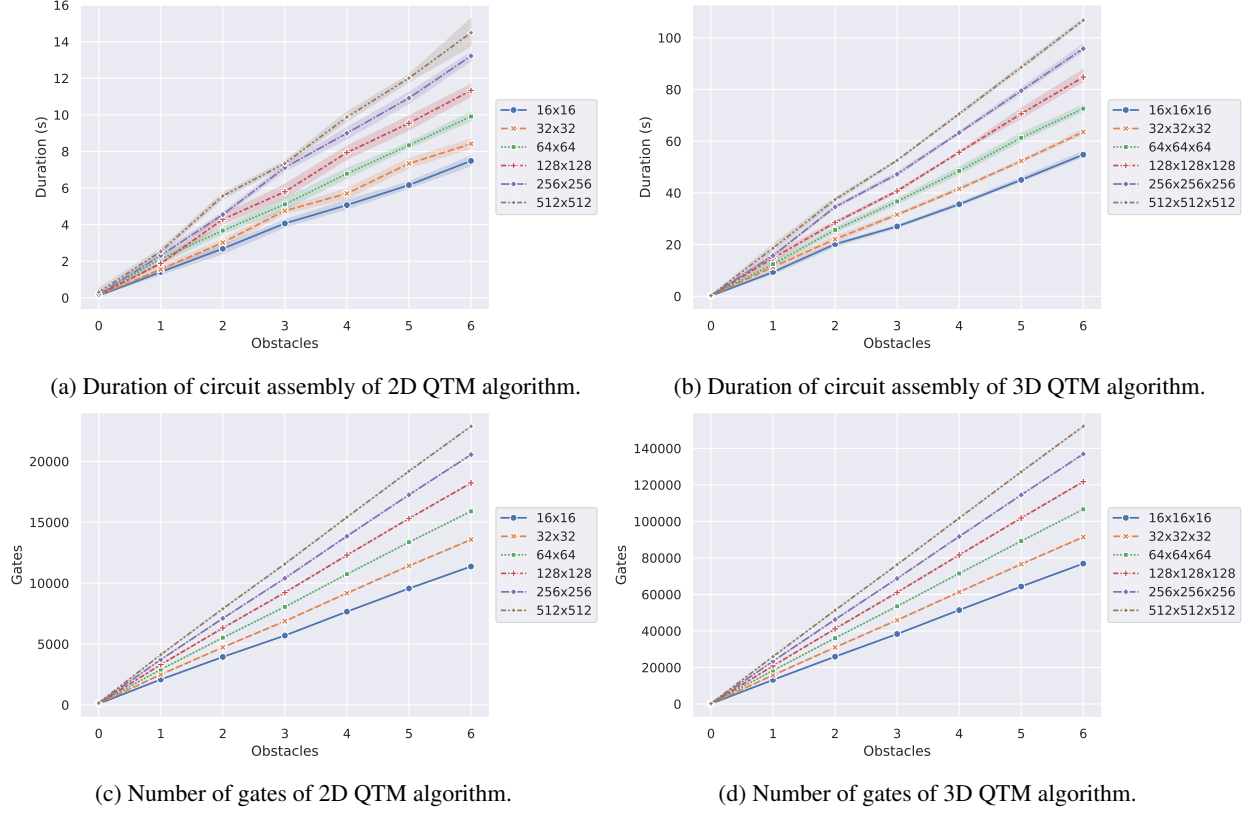 16
14
12
10
8
6
4
2
0
Duration (s)
0 1 2 3 4 5 6
Obstacles
16x16
32x32
64x64
128x128
256x256
512x512
(a) Duration of circuit assembly of 2D QTM algorithm.
100
80
60
40
20
0
Duration (s)
0 1 2 3 4 5 6
Obstacles
16x16x16
32x32x32
64x64x64
128x128x128
256x256x256
512x512x512
(b) Duration of circuit assembly of 3D QTM algorithm.
20000
15000
10000
5000
0
Gates
0 1 2 3 4 5 6
Obstacles
16x16
32x32
64x64
128x128
256x256
512x512
(c) Number of gates of 2D QTM algorithm.
140000
120000
100000
80000
60000
40000
20000
0
Gates
0 1 2 3 4 5 6
Obstacles
16x16x16
32x32x32
64x64x64
128x128x128
256x256x256
512x512x512
(d) Number of gates of 3D QTM algorithm.